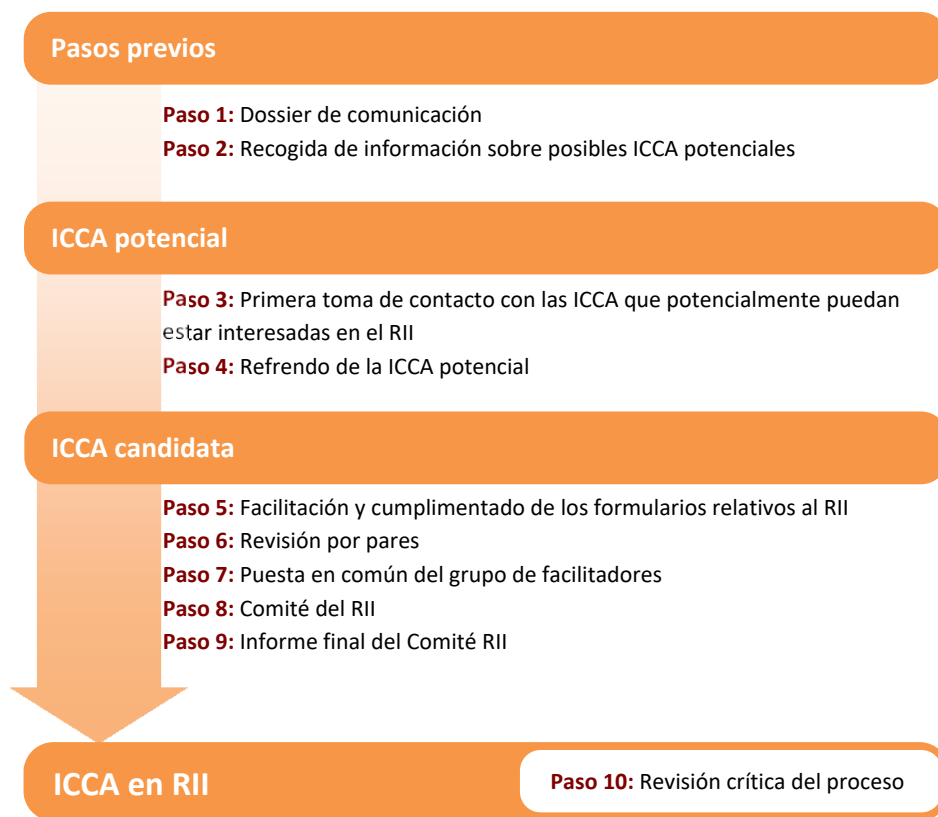 Pasos previos
Paso 1: Dossier de comunicación
Paso 2: Recogida de información sobre posibles ICCA potenciales
ICCA potencial
Paso 3: Primera toma de contacto con las ICCA que potencialmente puedan
estar interesadas en el RII
Paso 4: Refrendo de la ICCA potencial
ICCA candidata
Paso 5: Facilitación y cumplimentado de los formularios relativos al RII
Paso 6: Revisión por pares
Paso 7: Puesta en común del grupo de facilitadores
Paso 8: Comité del RII
Paso 9: Informe final del Comité RII
ICCA en RII
Paso 10: Revisión crítica del proceso